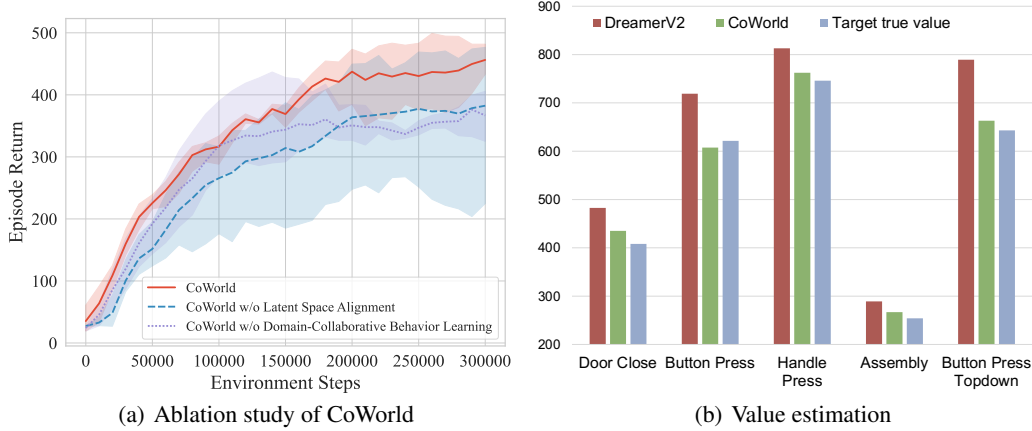 500
400
300
200
100
0
Episode Return
CoWorld
CoWorld w/o Latent Space Alignment
CoWorld w/o Domain-Collaborative Behavior Learning
0 50000 100000 150000 200000 250000 300000
Environment Steps
(a) Ablation study of CoWorld
900
800
700
600
500
400
300
200
DreamerV2 CoWorld Target true value
Door Close Button Press Handle Press Assembly Button Press Topdown
(b) Value estimation